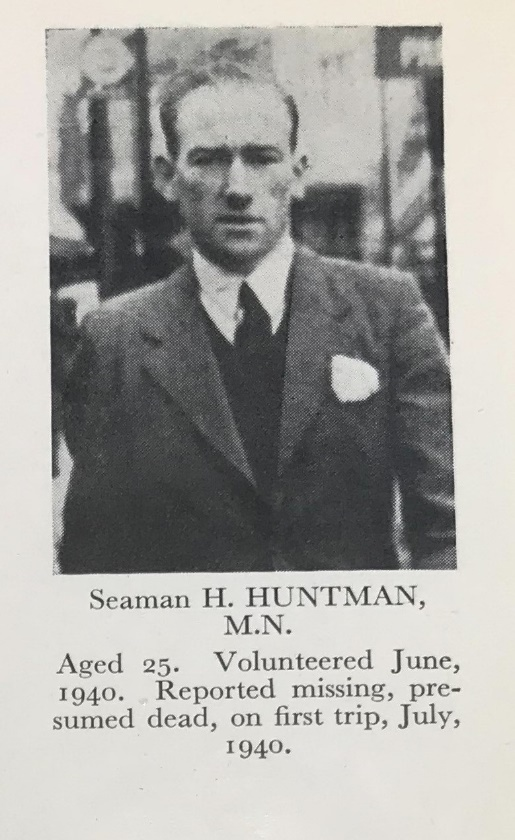 Seaman H. HUNTMAN,
M.N.
Aged 25. Volunteered June,
1940. Reported missing, pre-
sumed dead, on first trip, July,
1940.